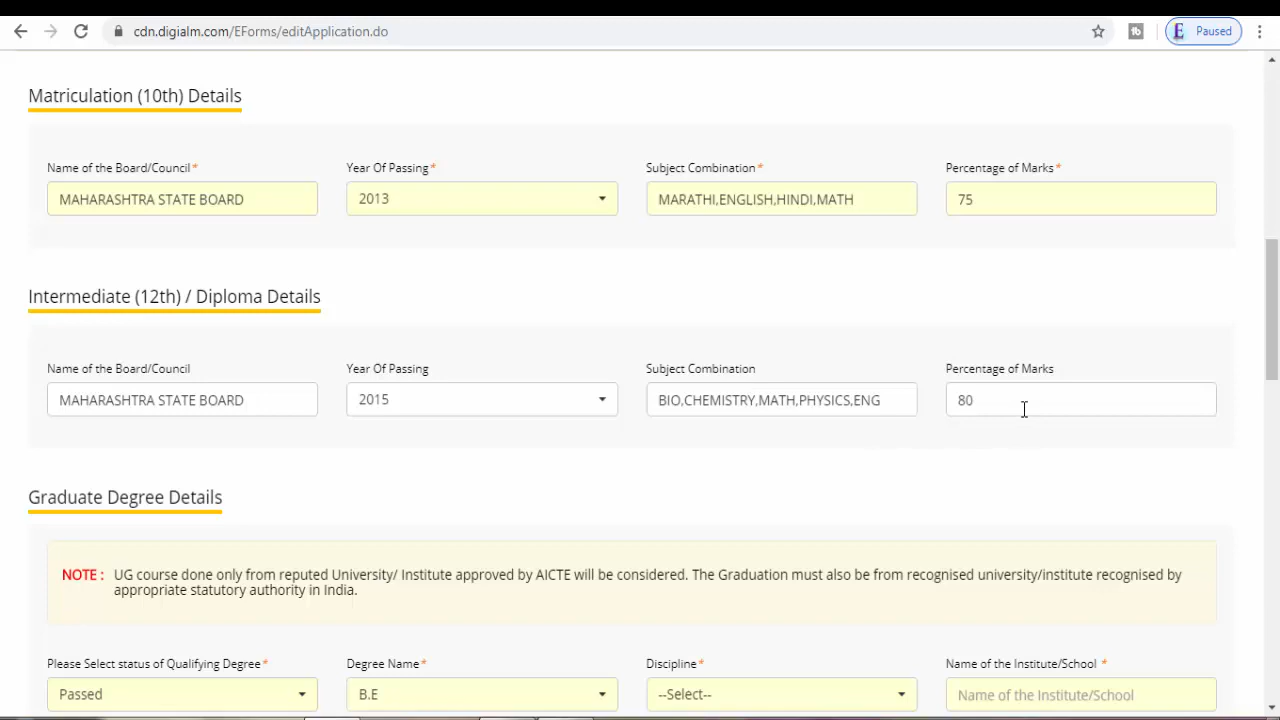 cdn.digialm.com/EForms/editApplication.do
E Paused
Matriculation (10th) Details
Name of the Board/Council* Year Of Passing* Subject Combination* Percentage of Marks*
MAHARASHTRA STATE BOARD 2013 MARATHI,ENGLISH,HINDI,MATH 75
Intermediate (12th) / Diploma Details
Name of the Board/Council Year Of Passing Subject Combination Percentage of Marks
MAHARASHTRA STATE BOARD 2015 BIO,CHEMISTRY,MATH,PHYSICS,ENG 80
Graduate Degree Details
NOTE : UG course done only from reputed University/ Institute approved by AICTE will be considered. The Graduation must also be from recognised university/institute recognised by
appropriate statutory authority in India.
Please Select status of Qualifying Degree* Degree Name* Discipline* Name of the Institute/School *
Passed B.E --Select-- Name of the Institute/School